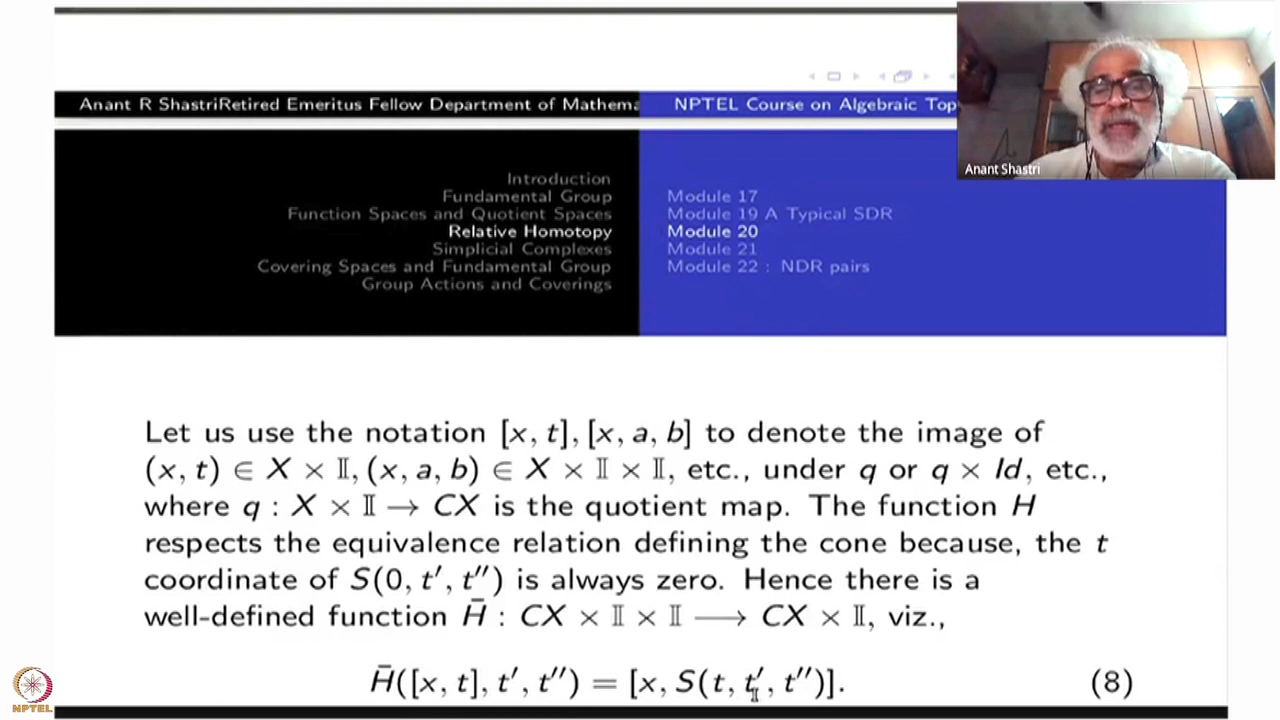 Anant R ShastriRetired Emeritus Fellow Department of Mathema
NPTEL Course on Algebraic Top
Anant Shastri
Introduction
Fundamental Group
Function Spaces and Quotient Spaces
Relative Homotopy
Simplicial Complexes
Covering Spaces and Fundamental Group
Group Actions and Coverings
Module 17
Module 19 A Typical SDR
Module 20
Module 21
Module 22 : NDR pairs
Let us use the notation [x, t], [x, a, b] to denote the image of
(x, t) ∈ X × 𝕀, (x, a, b) ∈ X × 𝕀 × 𝕀, etc., under q or q × Id, etc.,
where q : X × 𝕀 → CX is the quotient map. The function H
respects the equivalence relation defining the cone because, the t
coordinate of S(0, t′, t″) is always zero. Hence there is a
well-defined function H̄ : CX × 𝕀 × 𝕀 ⟶ CX × 𝕀, viz.,
H̄([x, t], t′, t″) = [x, S(t, t′, t″)]. (8)
NPTEL